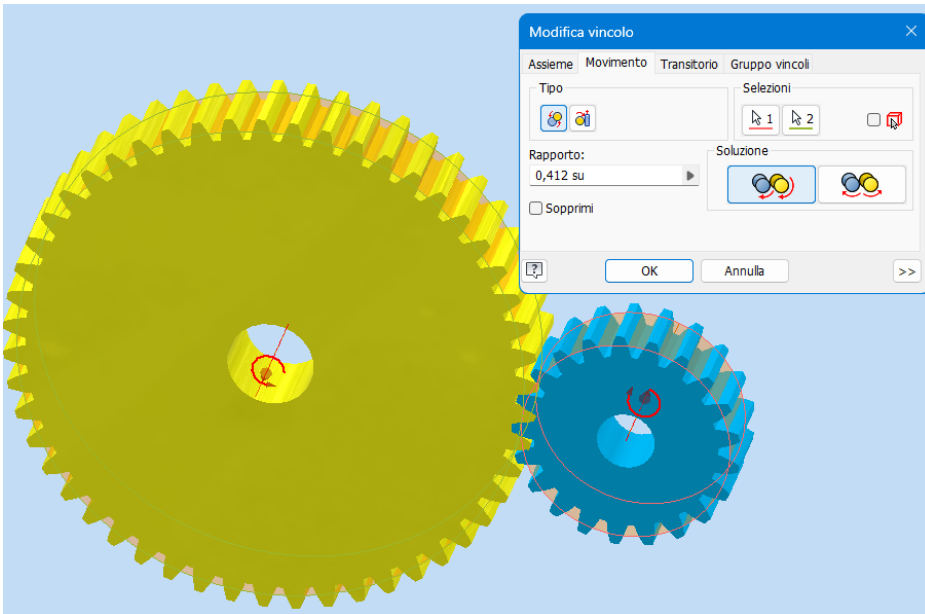 Modifica vincolo
Assieme Movimento Transitorio Gruppo vincoli
Tipo
Selezioni
1 2
Rapporto:
Soluzione
0,412 su
Sopprimi
? OK Annulla >>